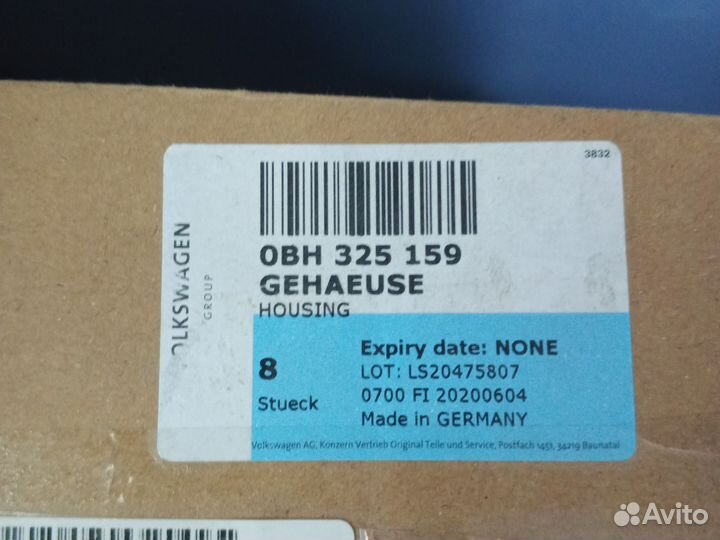 3832
VOLKSWAGEN
GROUP
0BH 325 159
GEHAEUSE
HOUSING
8
Stueck
Expiry date: NONE
LOT: LS20475807
0700 FI 20200604
Made in GERMANY
Volkswagen AG, Konzern Vertrieb Original Teile und Service, Postfach 1451, 34219 Baunatal
Avito